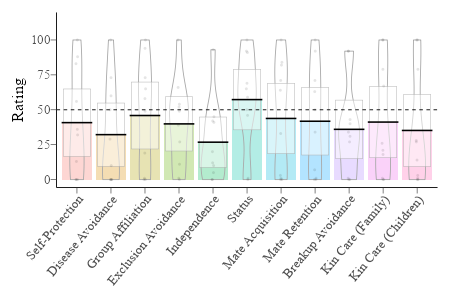 Rating
100
75
50
25
0
Self-Protection
Disease Avoidance
Group Affiliation
Exclusion Avoidance
Independence
Status
Mate Acquisition
Mate Retention
Breakup Avoidance
Kin Care (Family)
Kin Care (Children)